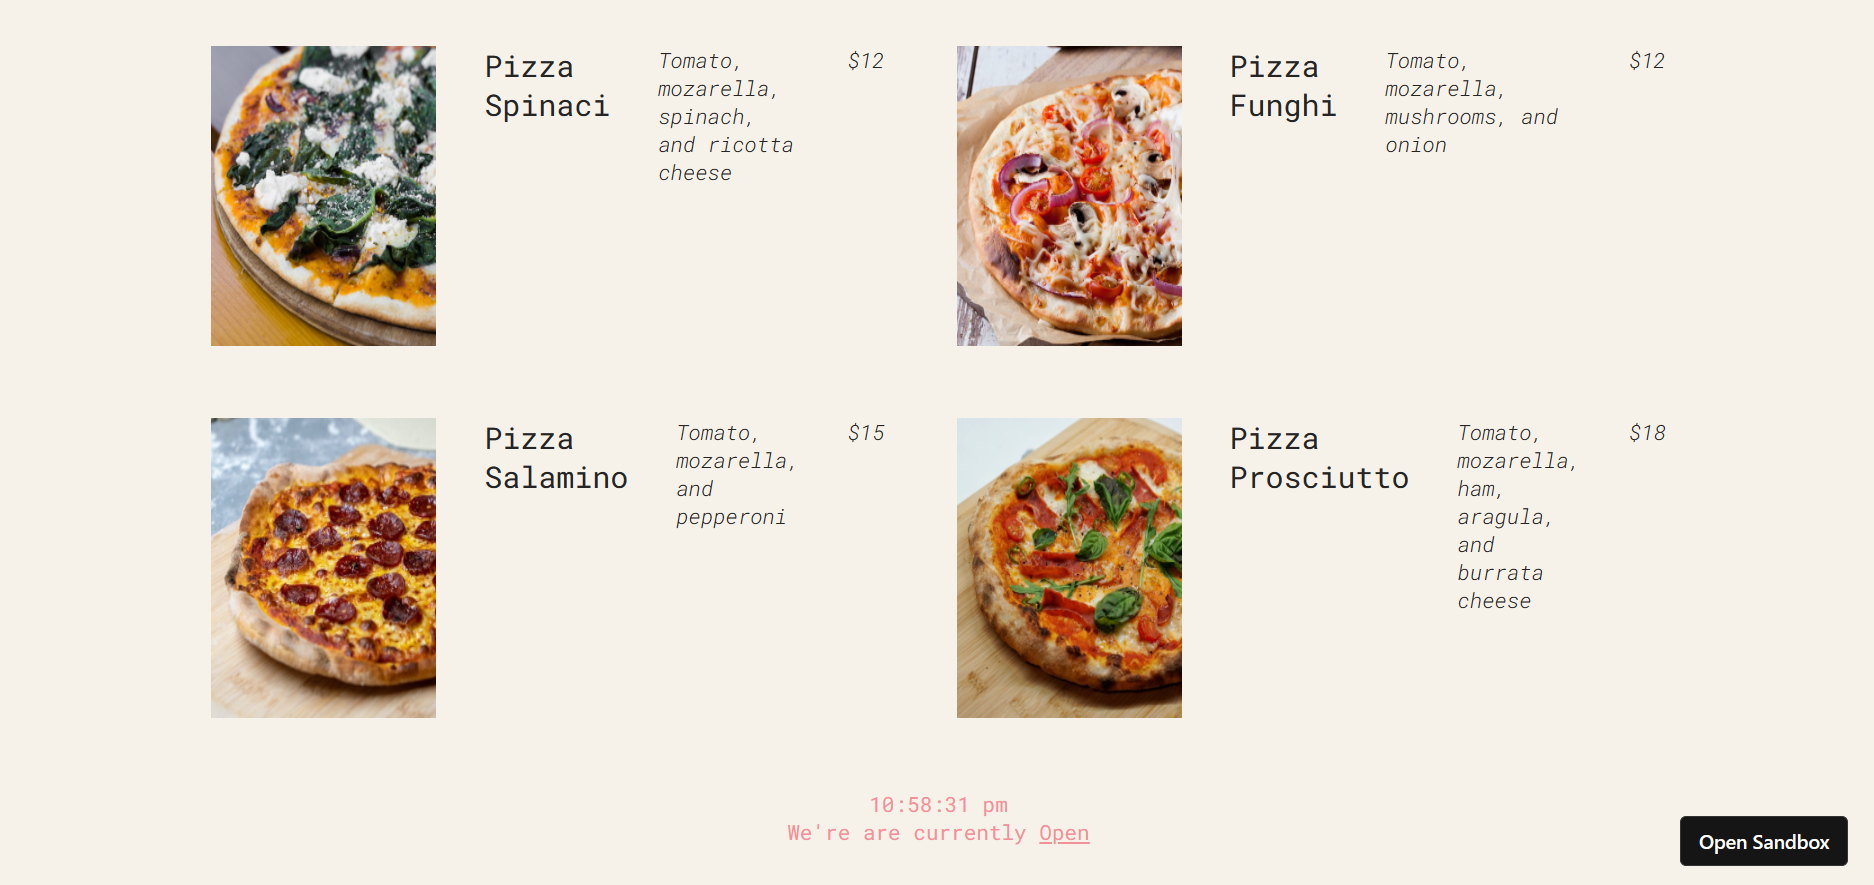 Pizza
Spinaci
Tomato,
mozarella,
spinach,
and ricotta
cheese
$12
Pizza
Funghi
Tomato,
mozarella,
mushrooms, and
onion
$12
Pizza
Salamino
Tomato,
mozarella,
and
pepperoni
$15
Pizza
Prosciutto
Tomato,
mozarella,
ham,
aragula,
and
burrata
cheese
$18
10:58:31 pm
We're are currently Open
Open Sandbox